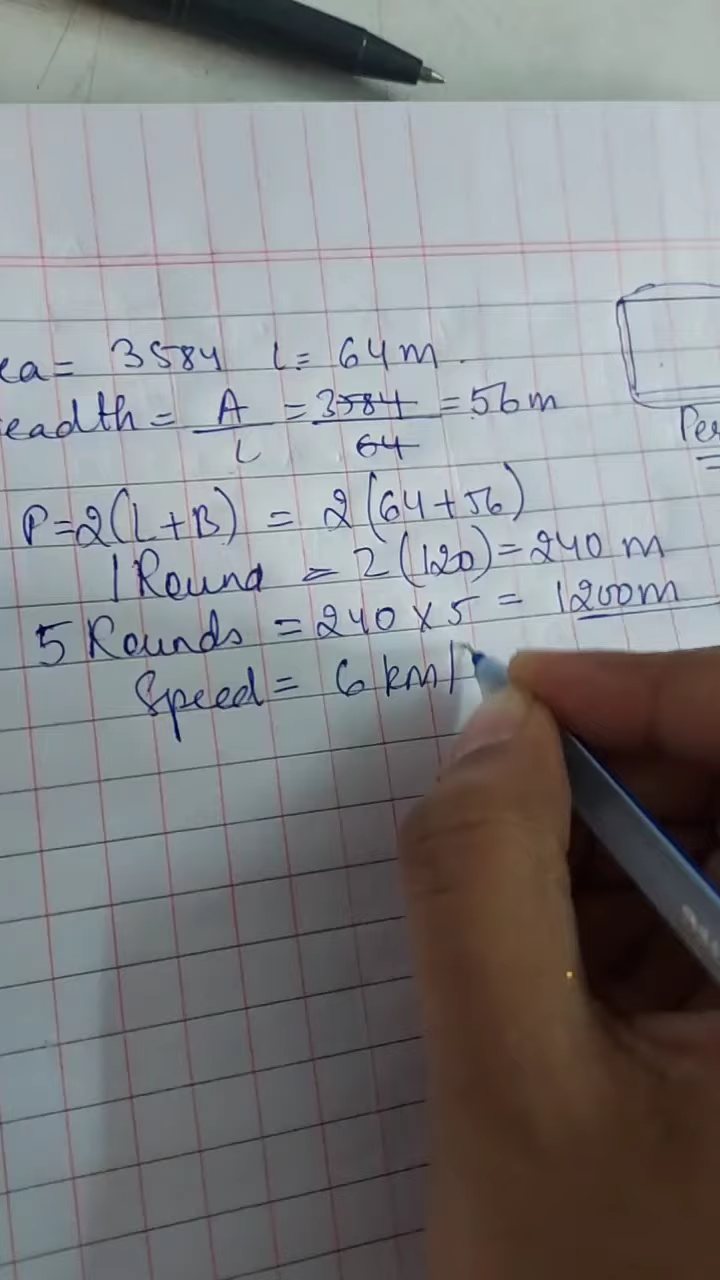 ea = 3584 L = 64 m.
eadth = A/L = 3584/64 = 56 m
Per
P = 2(L+B) = 2(64+56)
1 Round = 2(120) = 240 m
5 Rounds = 240 x 5 = 1200m
Speed = 6 km/